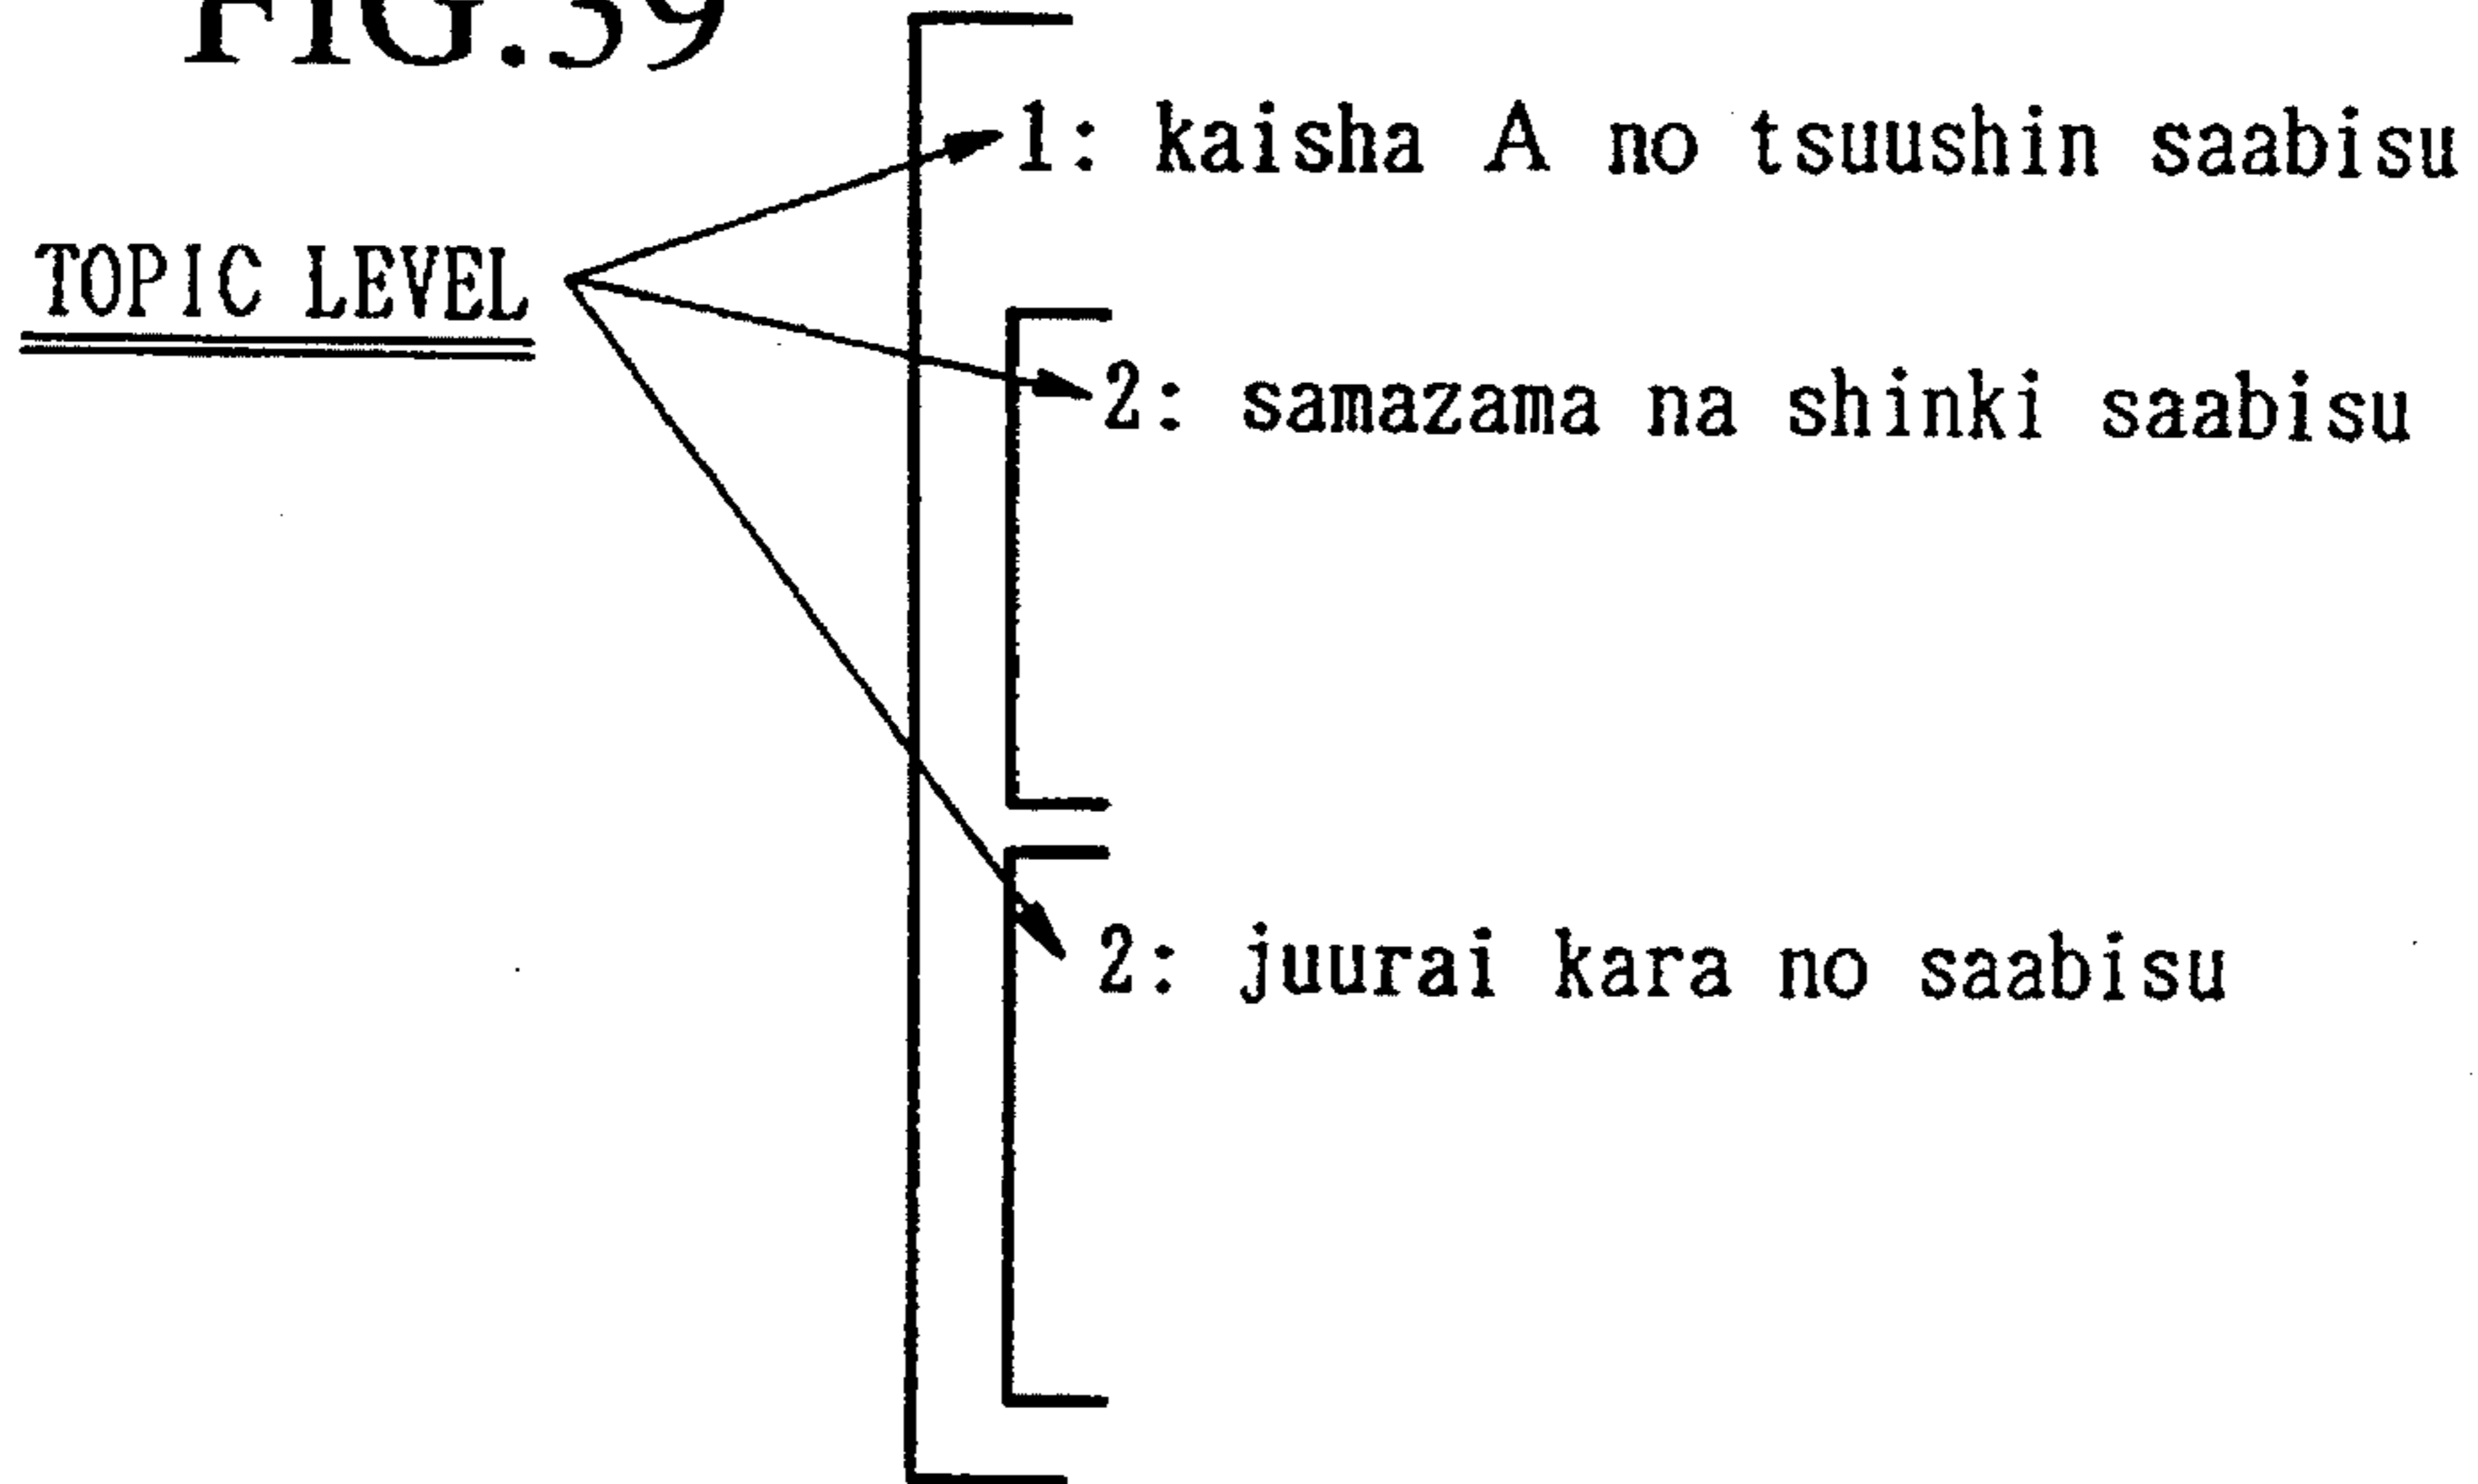 FIG.39
1: kaisha A no tsuushin saabisu
TOPIC LEVEL
2: samazama na shinki saabisu
2: juurai kara no saabisu